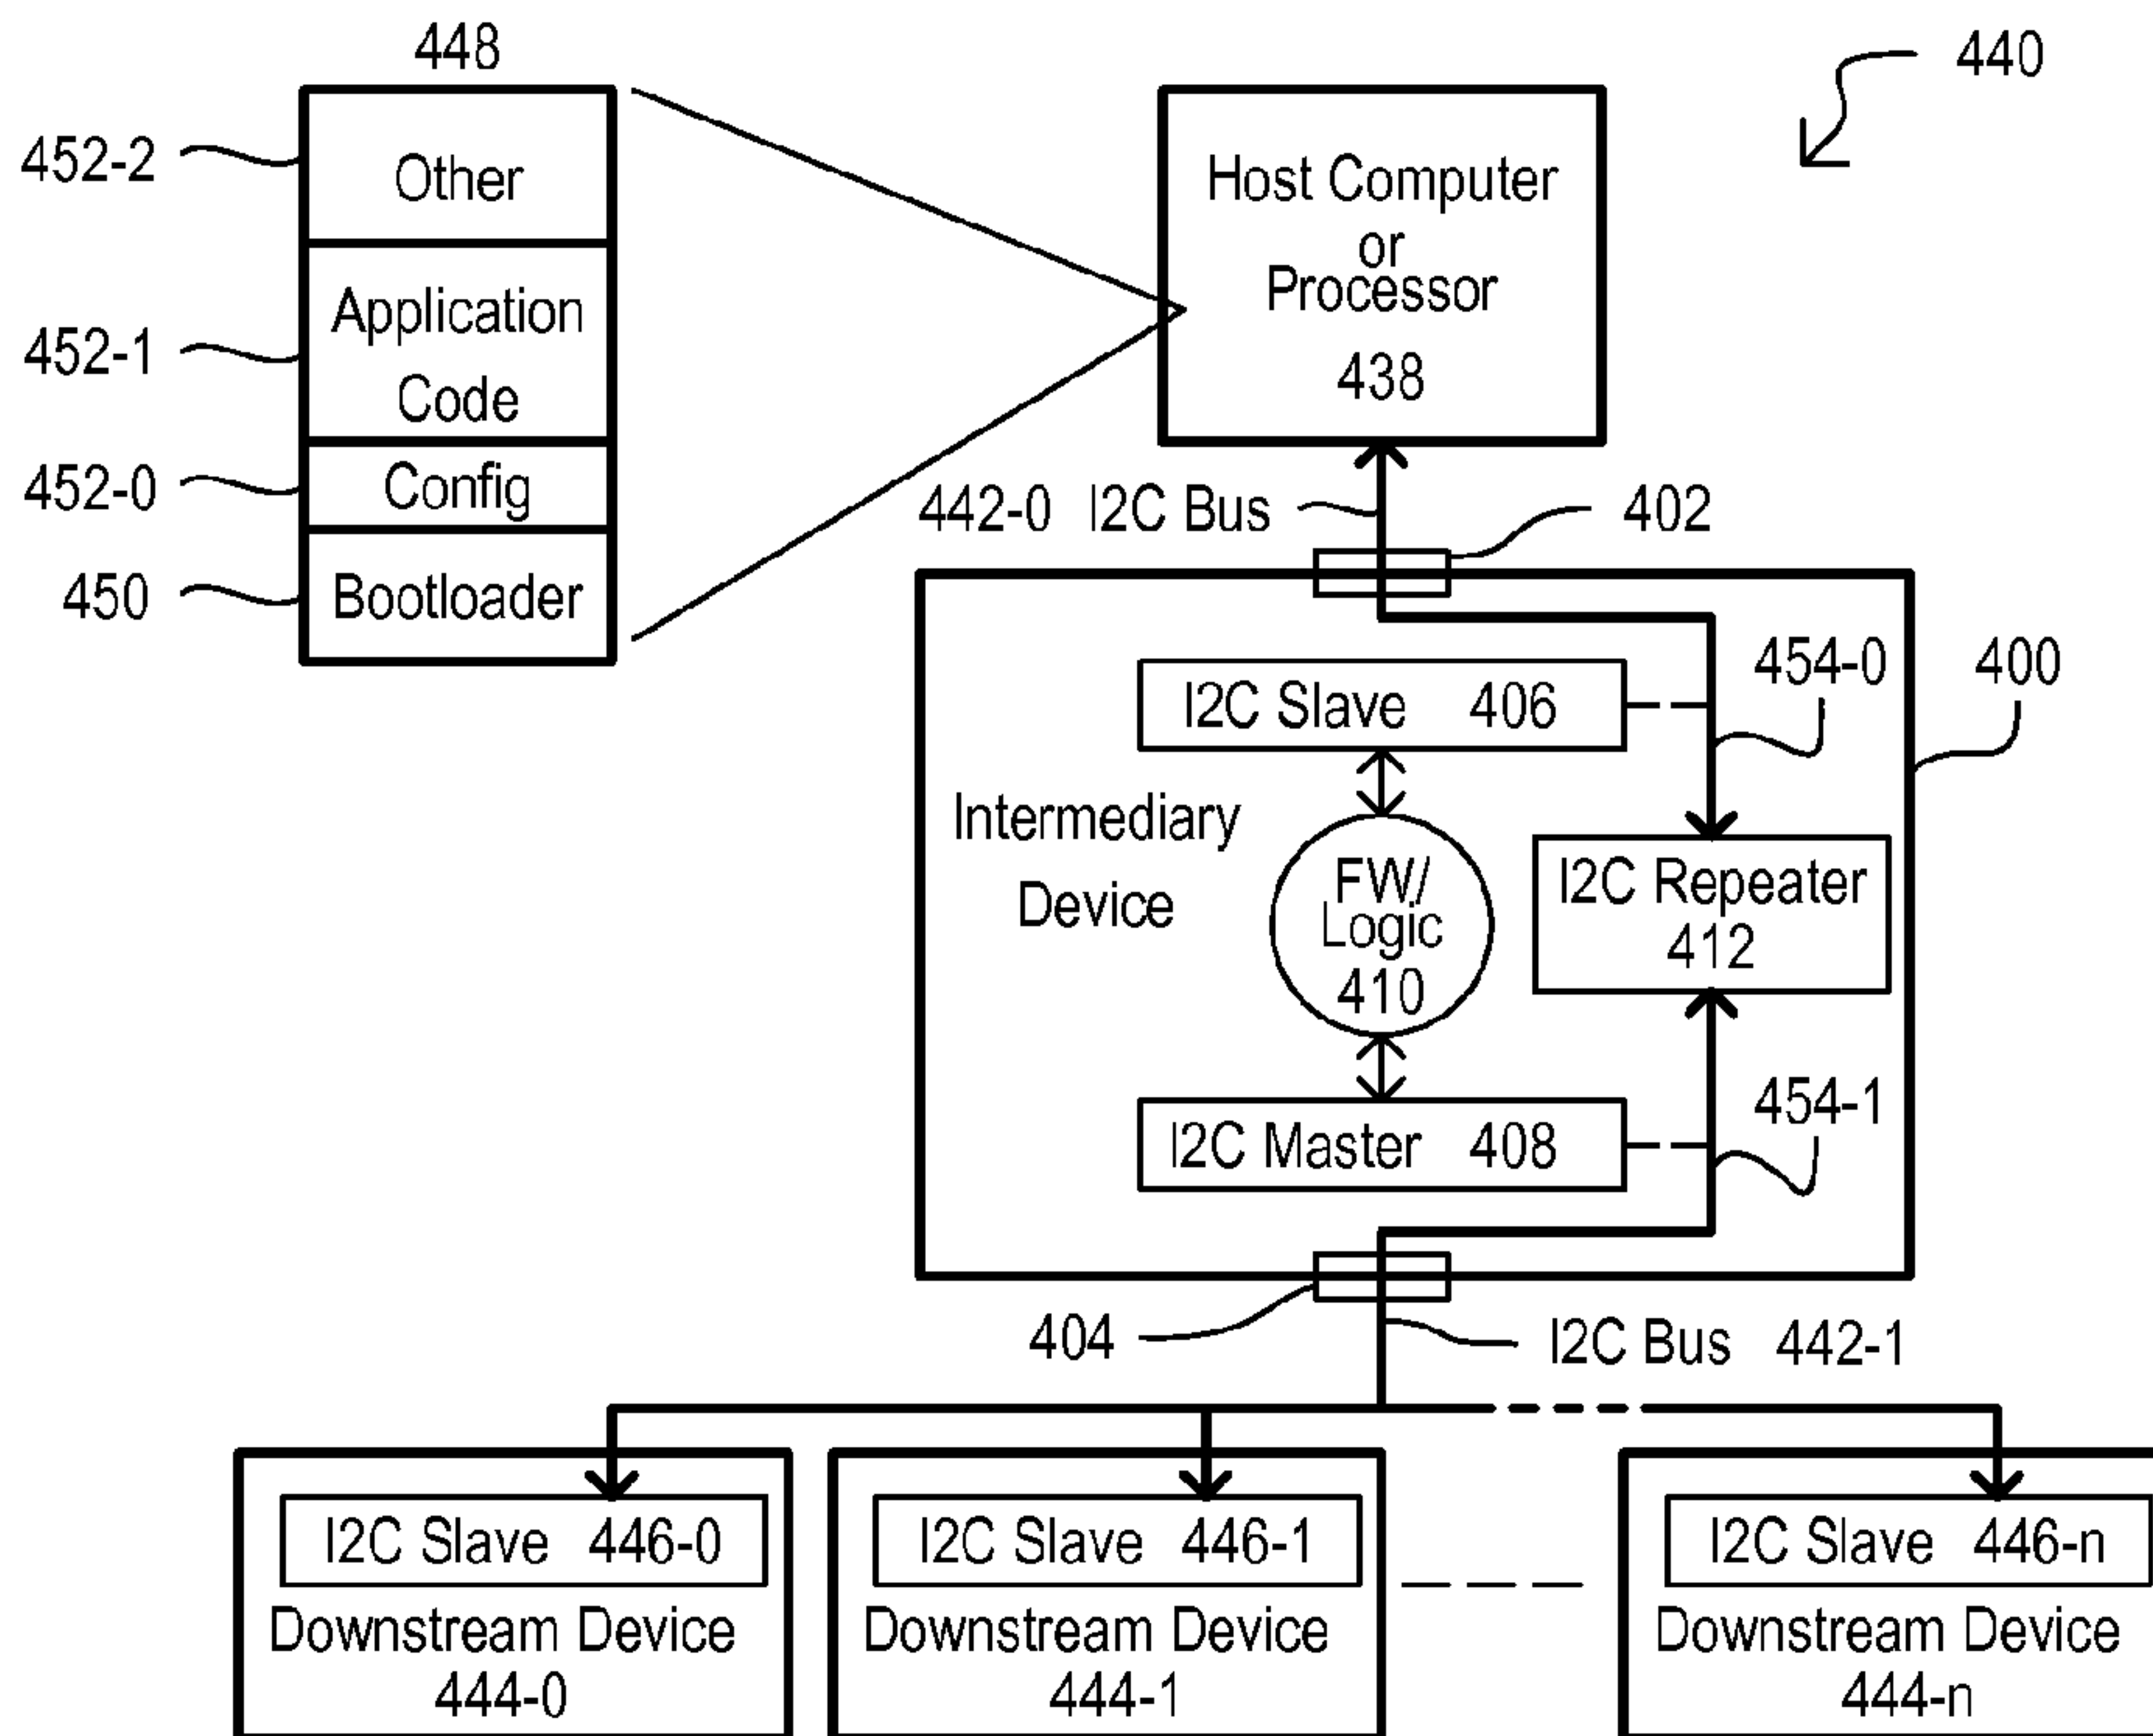 448
440
452-2
Other
Host Computer
or
Processor
438
452-1
Application
Code
452-0
Config
442-0 I2C Bus
402
450
Bootloader
454-0
400
I2C Slave 406
Intermediary
Device
FW/
Logic
410
I2C Repeater
412
454-1
I2C Master 408
404
I2C Bus 442-1
I2C Slave 446-0
Downstream Device
444-0
I2C Slave 446-1
Downstream Device
444-1
I2C Slave 446-n
Downstream Device
444-n